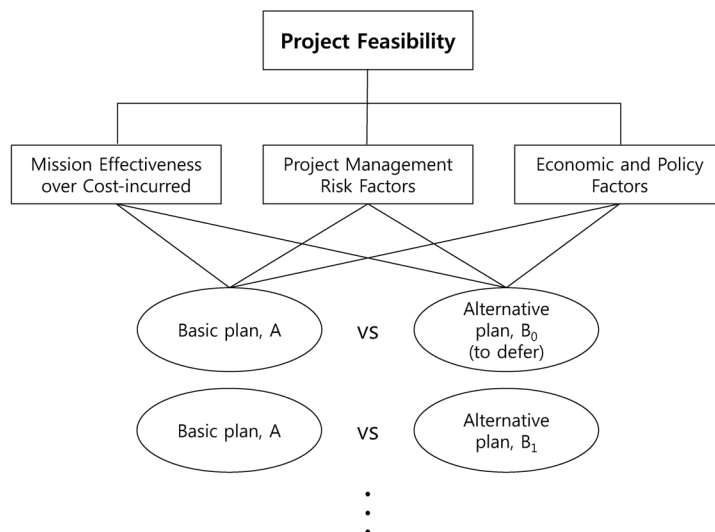 Project Feasibility
Mission Effectiveness
over Cost-incurred
Project Management
Risk Factors
Economic and Policy
Factors
Basic plan, A
vs
Alternative
plan, B₀
(to defer)
Basic plan, A
vs
Alternative
plan, B₁